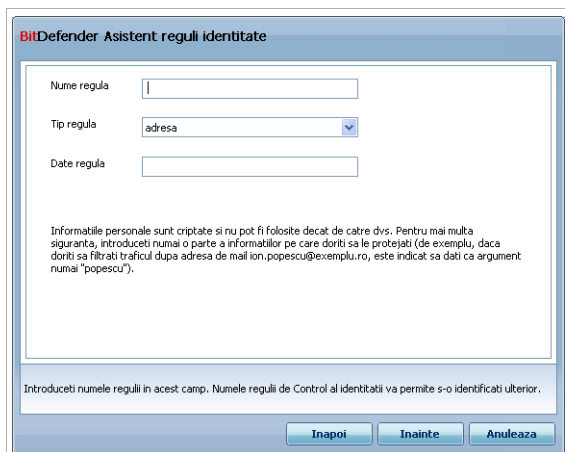 BitDefender Asistent reguli identitate
Nume regula
Tip regula
adresa
Date regula
Informatiile personale sunt criptate si nu pot fi folosite decat de catre dvs. Pentru mai multa
siguranta, introduceti numai o parte a informatiilor pe care doriti sa le protejati (de exemplu, daca
doriti sa filtrati traficul dupa adresa de mail ion.popescu@exemplu.ro, este indicat sa dati ca argument
numai "popescu").
Introduceti numele regulii in acest camp. Numele regulii de Control al identitatii va permite s-o identificati ulterior.
Inapoi
Inainte
Anuleaza